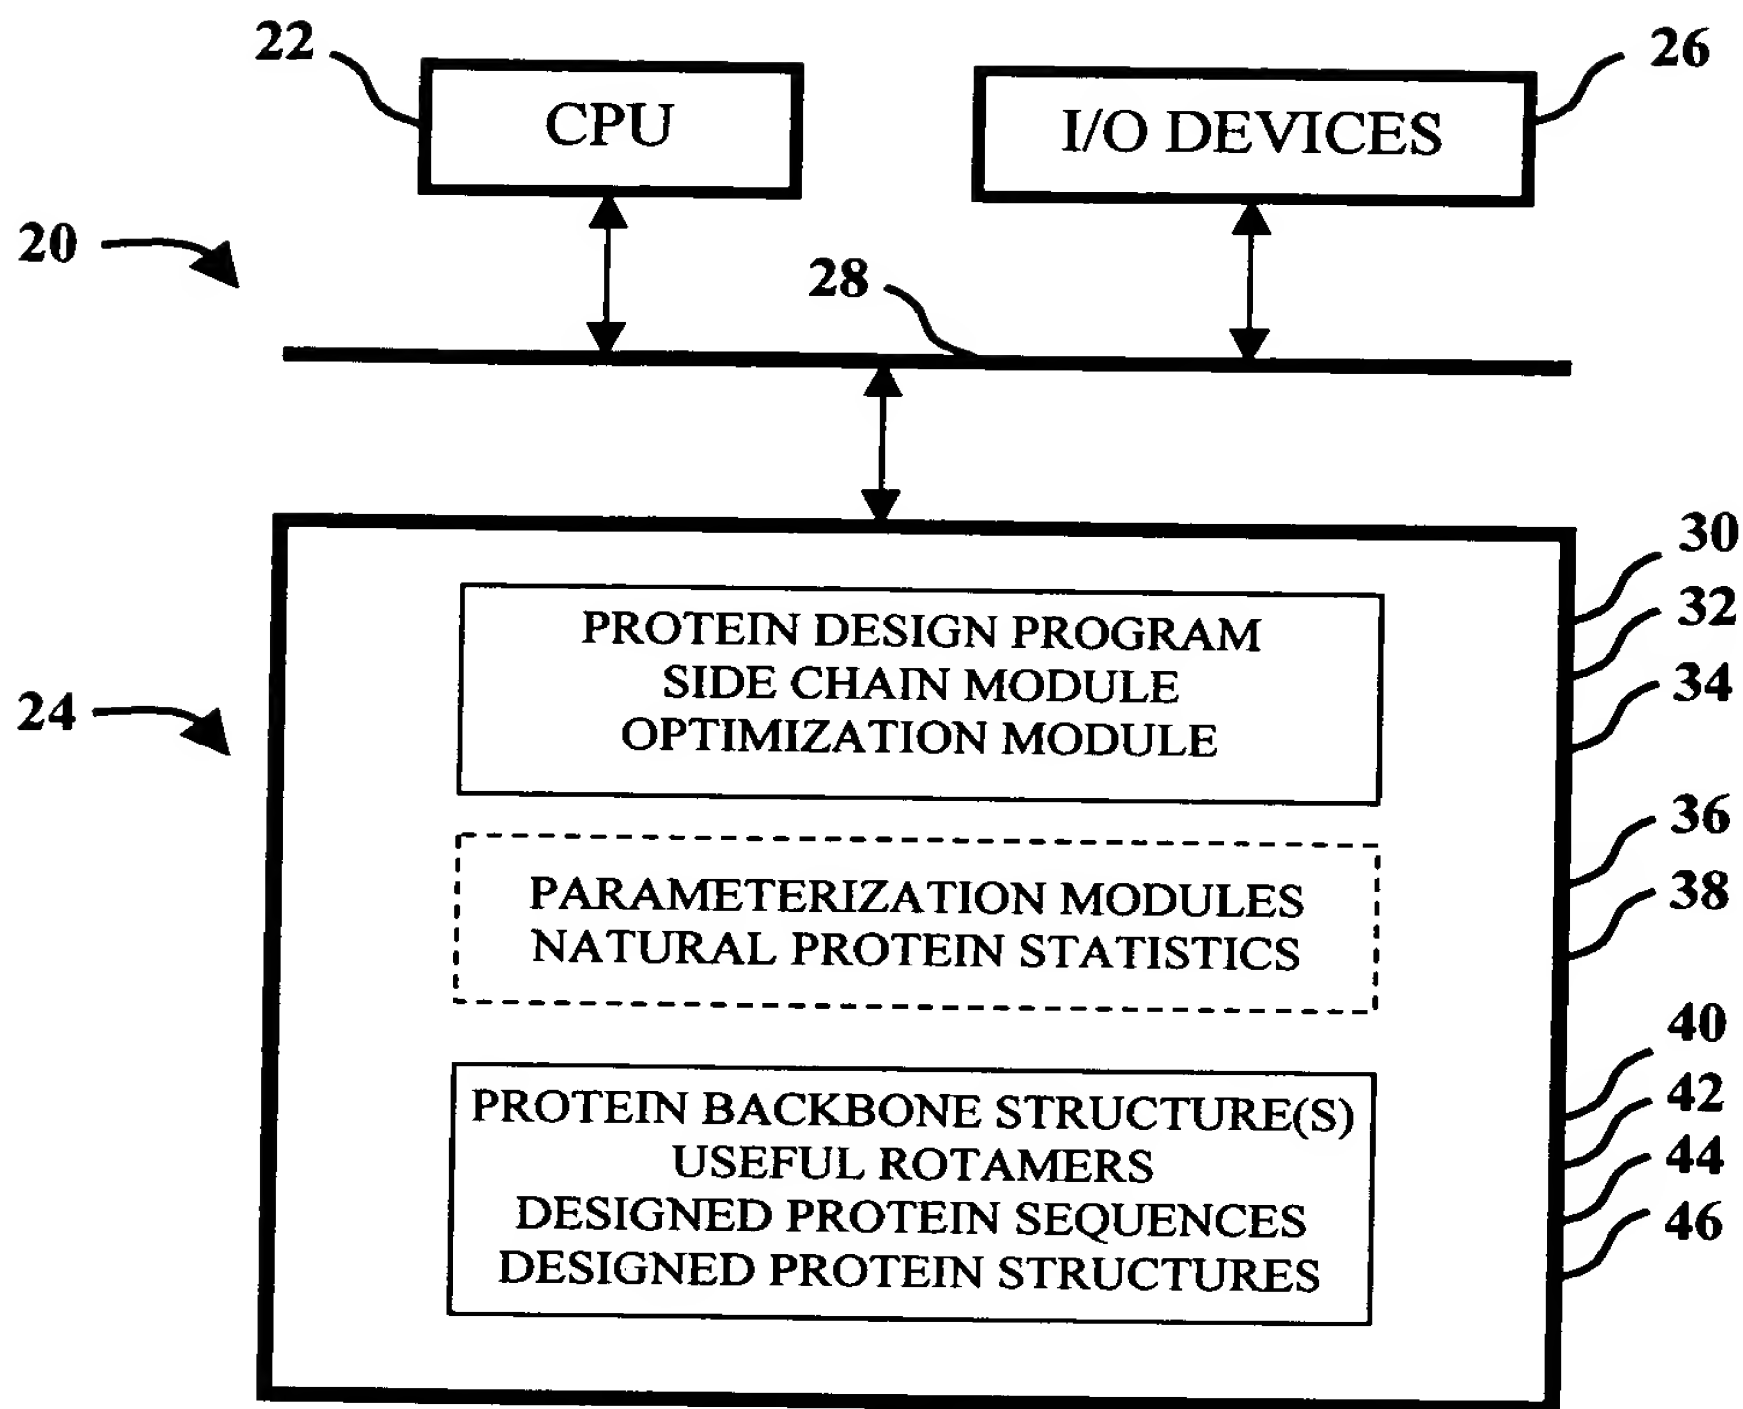 22
CPU
I/O DEVICES
26
20
28
30
PROTEIN DESIGN PROGRAM
32
SIDE CHAIN MODULE
34
OPTIMIZATION MODULE
24
36
PARAMETERIZATION MODULES
38
NATURAL PROTEIN STATISTICS
40
PROTEIN BACKBONE STRUCTURE(S)
42
USEFUL ROTAMERS
44
DESIGNED PROTEIN SEQUENCES
46
DESIGNED PROTEIN STRUCTURES